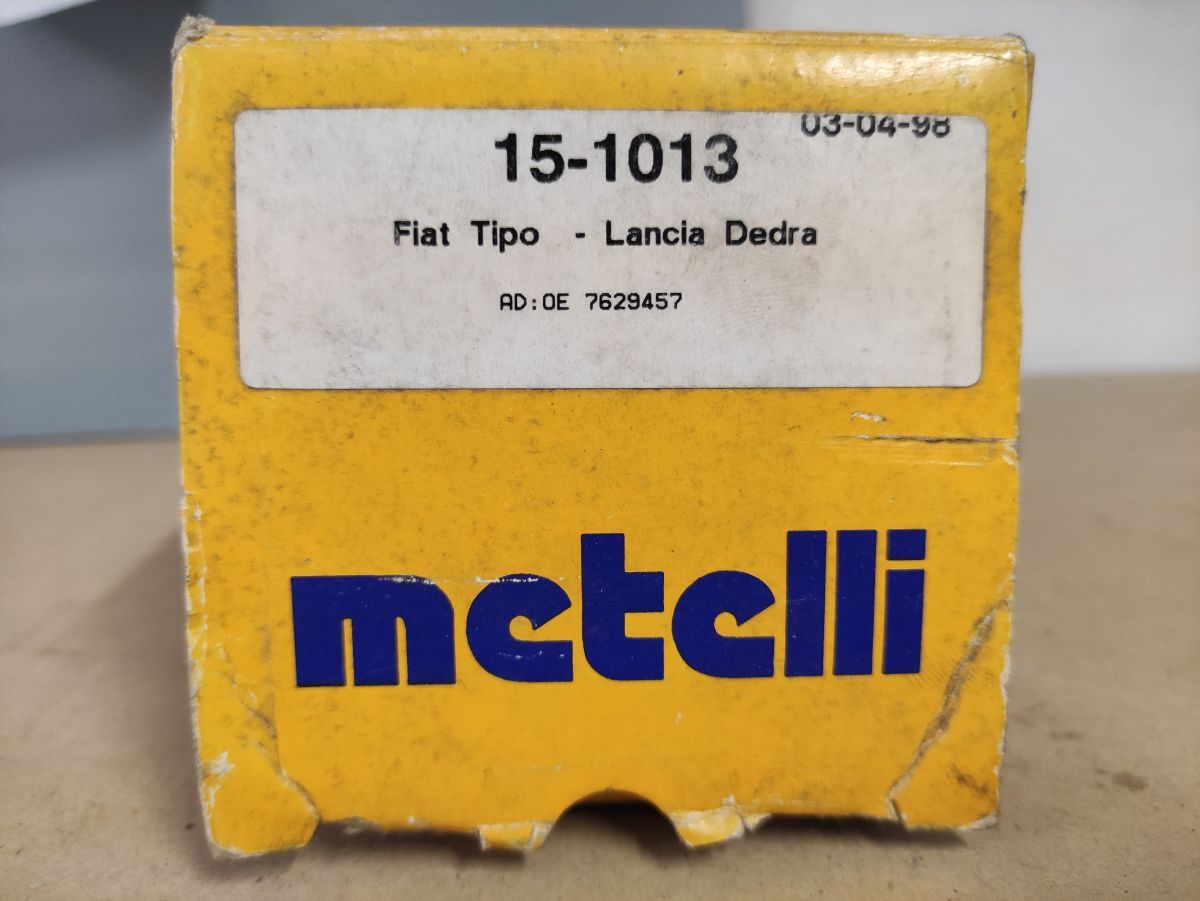 03-04-98
15-1013
Fiat Tipo - Lancia Dedra
AD:OE 7629457
metelli